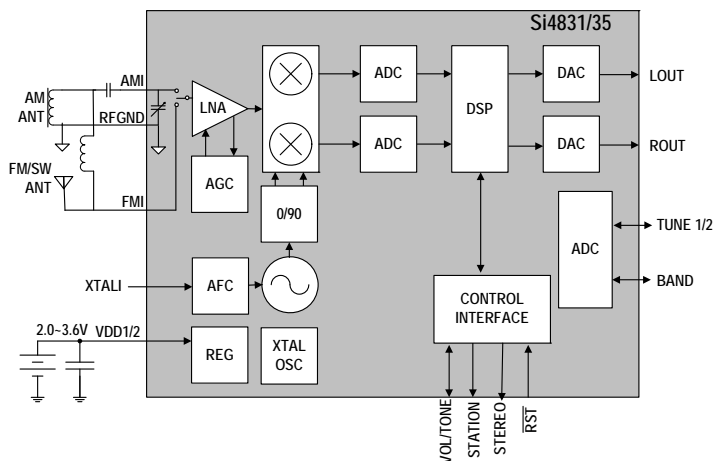 Si4831/35
AM
ANT
AMI
RFGND
FM/SW
ANT
FMI
LNA
AGC
0/90
ADC
ADC
DSP
DAC
DAC
LOUT
ROUT
ADC
TUNE 1/2
BAND
XTALI
AFC
2.0~3.6V
VDD1/2
REG
XTAL
OSC
CONTROL
INTERFACE
VOL/TONE
STATION
STEREO
RST